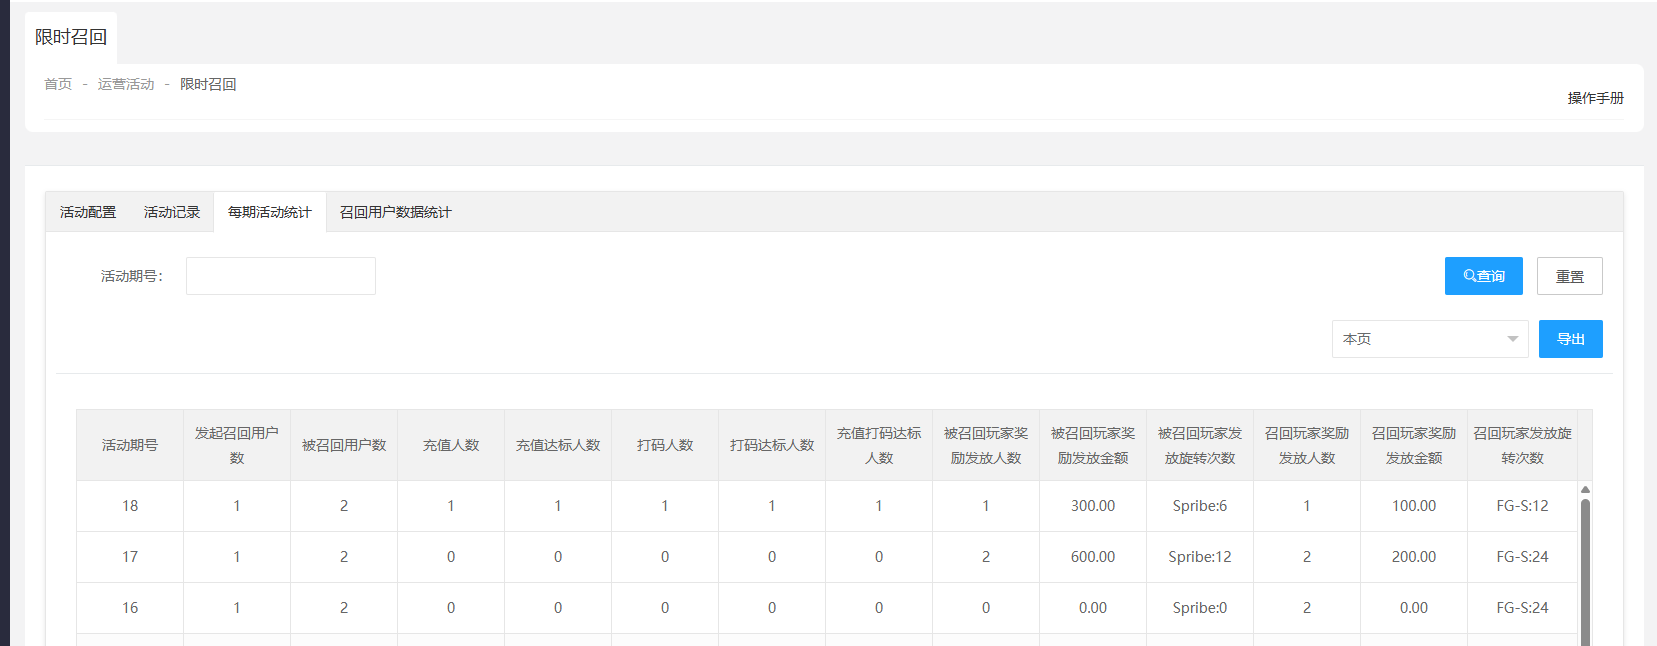 限时召回
首页 - 运营活动 - 限时召回
操作手册
活动配置 活动记录 每期活动统计 召回用户数据统计
活动期号：
查询 重置
本页 导出
活动期号 发起召回用户数 被召回用户数 充值人数 充值达标人数 打码人数 打码达标人数 充值打码达标人数 被召回玩家奖励发放人数 被召回玩家奖励发放金额 被召回玩家发放旋转次数 召回玩家奖励发放人数 召回玩家奖励发放金额 召回玩家发放旋转次数
18 1 2 1 1 1 1 1 1 300.00 Spribe:6 1 100.00 FG-S:12
17 1 2 0 0 0 0 0 2 600.00 Spribe:12 2 200.00 FG-S:24
16 1 2 0 0 0 0 0 0 0.00 Spribe:0 2 0.00 FG-S:24